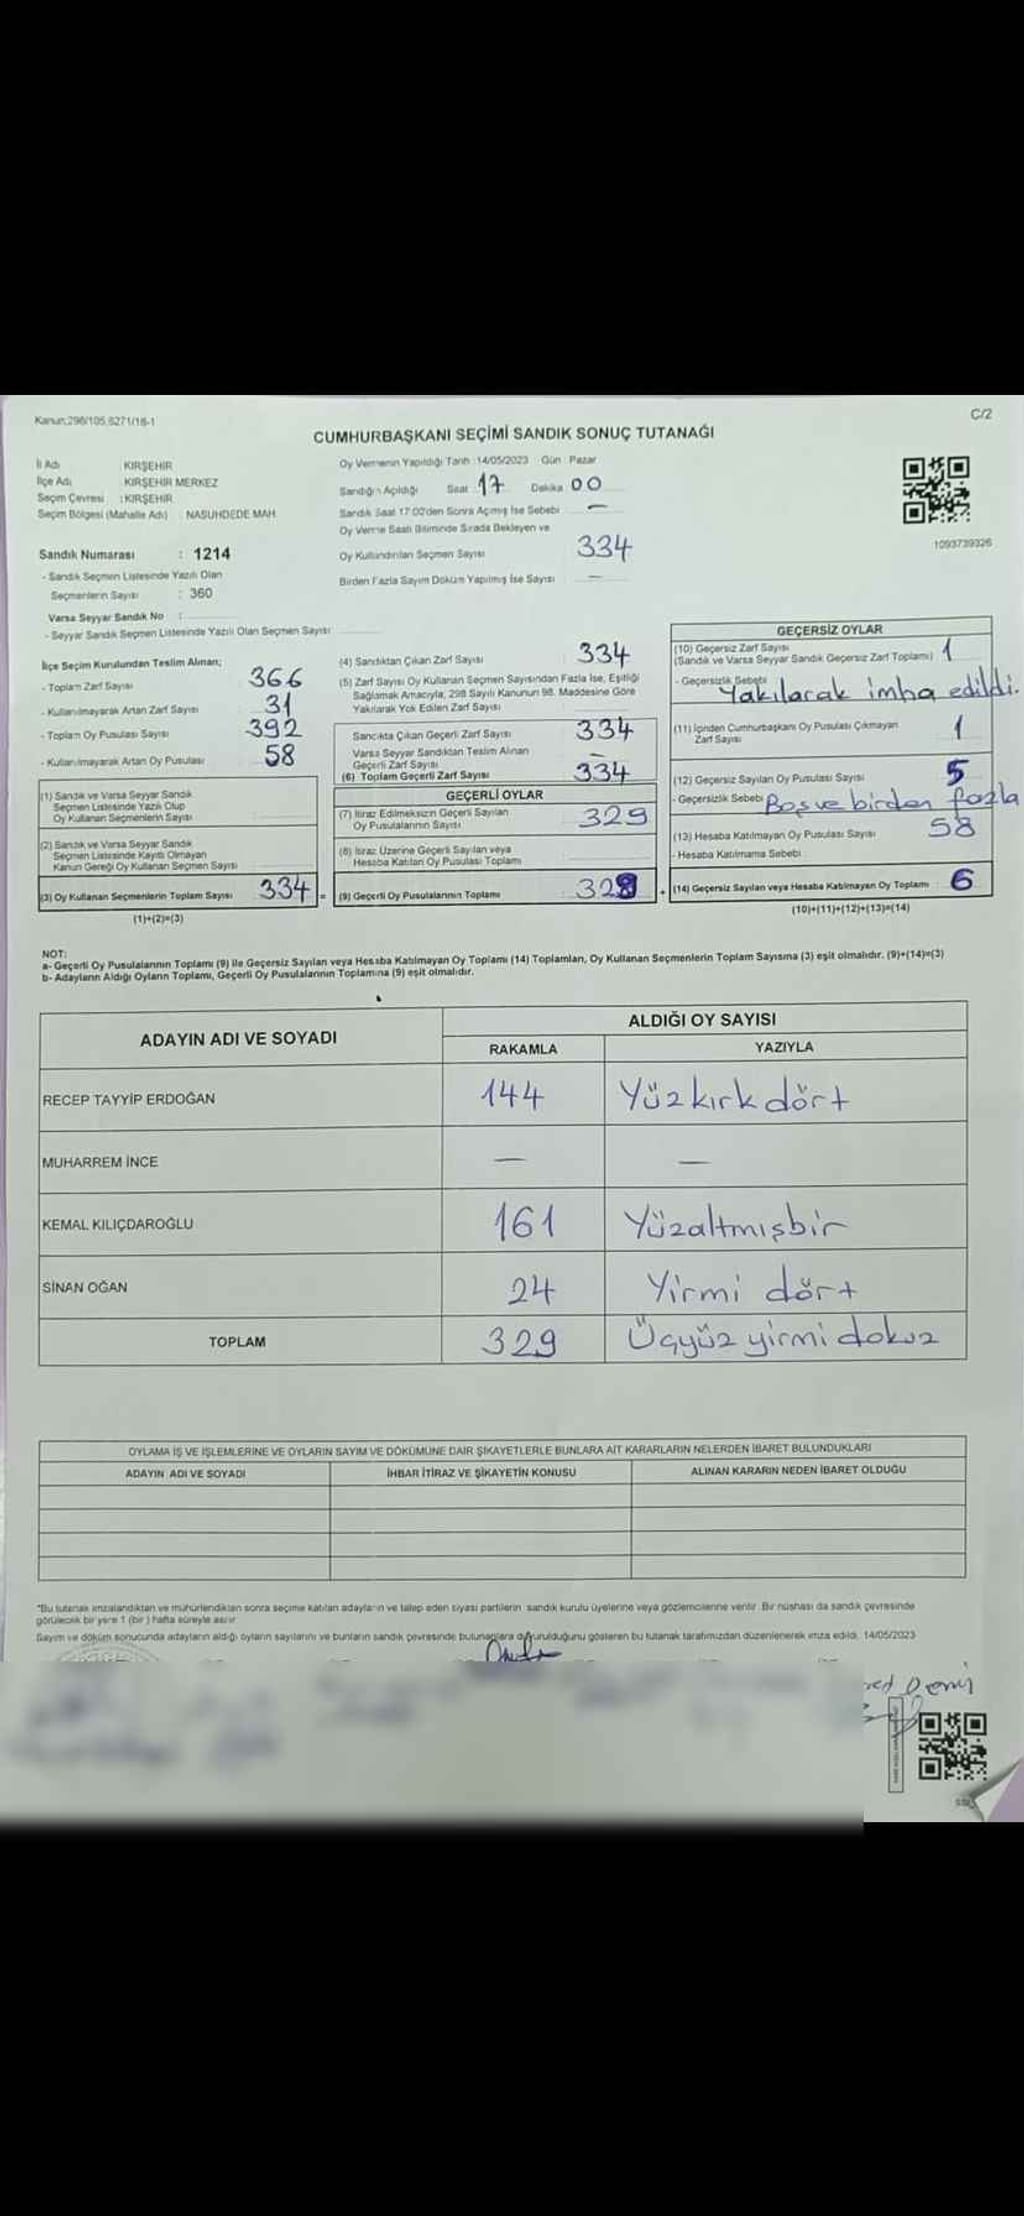 Kanun:298/105,6271/18-1
C/2
CUMHURBAŞKANI SEÇİMİ SANDIK SONUÇ TUTANAĞI
İl Adı : KIRŞEHİR
İlçe Adı : KIRŞEHİR MERKEZ
Seçim Çevresi : KIRŞEHİR
Seçim Bölgesi (Mahalle Adı) : NASUHDEDE MAH.
Oy Vermenin Yapıldığı Tarih :14/05/2023 Gün : Pazar
Sandığın Açıldığı Saat : 17 Dakika 00
Sandık Saat 17:00'den Sonra Açmış İse Sebebi —
Oy Verme Saati Bitiminde Sırada Bekleyen ve
Oy Kullandırılan Seçmen Sayısı 334
Birden Fazla Sayım Döküm Yapılmış İse Sayısı —
1093739326
Sandık Numarası : 1214
- Sandık Seçmen Listesinde Yazılı Olan
Seçmenlerin Sayısı : 360
Varsa Seyyar Sandık No :
- Seyyar Sandık Seçmen Listesinde Yazılı Olan Seçmen Sayısı
İlçe Seçim Kurulundan Teslim Alınan;
- Toplam Zarf Sayısı 366
- Kullanılmayarak Artan Zarf Sayısı 31
- Toplam Oy Pusulası Sayısı 392
- Kullanılmayarak Artan Oy Pusulası 58
(1) Sandık ve Varsa Seyyar Sandık
Seçmen Listesinde Yazılı Olup
Oy Kullanan Seçmenlerin Sayısı
(2) Sandık ve Varsa Seyyar Sandık
Seçmen Listesinde Kayıtlı Olmayan
Kanun Gereği Oy Kullanan Seçmen Sayısı
(3) Oy Kullanan Seçmenlerin Toplam Sayısı 334 =
(1)+(2)=(3)
(4) Sandıktan Çıkan Zarf Sayısı 334
(5) Zarf Sayısı Oy Kullanan Seçmen Sayısından Fazla İse, Eşitliği
Sağlamak Amacıyla, 298 Sayılı Kanunun 98. Maddesine Göre
Yakılarak Yok Edilen Zarf Sayısı
Sandıkta Çıkan Geçerli Zarf Sayısı 334
Varsa Seyyar Sandıktan Teslim Alınan
Geçerli Zarf Sayısı —
(6) Toplam Geçerli Zarf Sayısı 334
GEÇERLİ OYLAR
(7) İtiraz Edilmeksizin Geçerli Sayılan
Oy Pusulalarının Sayısı 329
(8) İtiraz Üzerine Geçerli Sayılan veya
Hesaba Katılan Oy Pusulası Toplamı
(9) Geçerli Oy Pusulalarının Toplamı 328 +
GEÇERSİZ OYLAR
(10) Geçersiz Zarf Sayısı
(Sandık ve Varsa Seyyar Sandık Geçersiz Zarf Toplamı) 1
- Geçersizlik Sebebi
Yakılarak imha edildi.
(11) İçinden Cumhurbaşkanı Oy Pusulası Çıkmayan
Zarf Sayısı 1
(12) Geçersiz Sayılan Oy Pusulası Sayısı 5
- Geçersizlik Sebebi Boş ve birden fazla
(13) Hesaba Katılmayan Oy Pusulası Sayısı 58
- Hesaba Katılmama Sebebi
(14) Geçersiz Sayılan veya Hesaba Katılmayan Oy Toplamı 6
(10)+(11)+(12)+(13)=(14)
NOT:
a- Geçerli Oy Pusulalarının Toplamı (9) ile Geçersiz Sayılan veya Hesaba Katılmayan Oy Toplamı (14) Toplamları, Oy Kullanan Seçmenlerin Toplam Sayısına (3) eşit olmalıdır. (9)+(14)=(3)
b- Adayların Aldığı Oyların Toplamı, Geçerli Oy Pusulalarının Toplamına (9) eşit olmalıdır.
ADAYIN ADI VE SOYADI
ALDIĞI OY SAYISI
RAKAMLA YAZIYLA
RECEP TAYYİP ERDOĞAN 144 Yüzkırk dört
MUHARREM İNCE — —
KEMAL KILIÇDAROĞLU 161 Yüzaltmışbir
SİNAN OĞAN 24 Yirmi dört
TOPLAM 329 Üçyüz yirmi dokuz
OYLAMA İŞ VE İŞLEMLERİNE VE OYLARIN SAYIM VE DÖKÜMÜNE DAİR ŞİKAYETLERLE BUNLARA AİT KARARLARIN NELERDEN İBARET BULUNDUKLARI
ADAYIN ADI VE SOYADI İHBAR İTİRAZ VE ŞİKAYETİN KONUSU ALINAN KARARIN NEDEN İBARET OLDUĞU
*Bu tutanak imzalandıktan ve mühürlendikten sonra seçime katılan adayların ve talep eden siyasi partilerin sandık kurulu üyelerine veya gözlemcilerine verilir. Bir nüshası da sandık çevresinde
görülecek bir yere 1 (bir) hafta süreyle asılır.
Sayım ve döküm sonucunda adayların aldığı oyların sayılarını ve bunların sandık çevresinde bulunanlara duyurulduğunu gösteren bu tutanak tarafımızdan düzenlenerek imza edildi. 14/05/2023